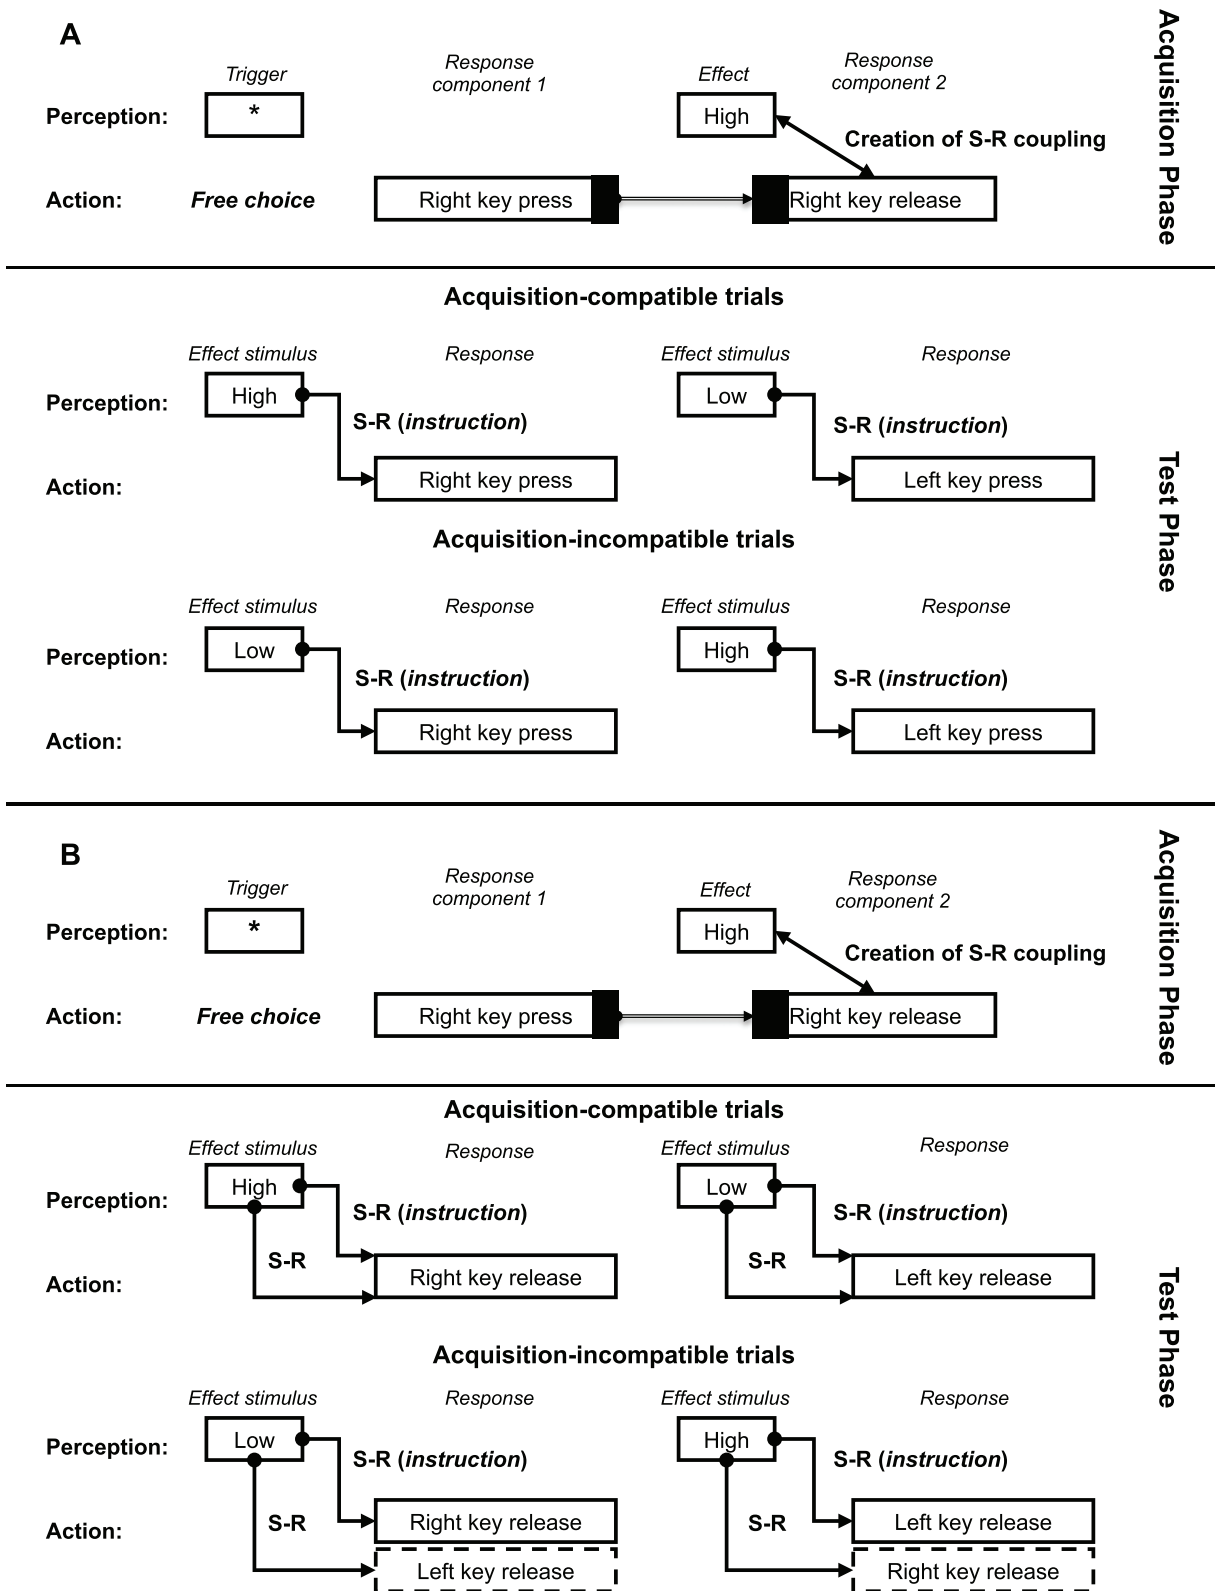 A
Acquisition Phase
Trigger
Response
component 1
Effect
Response
component 2
Perception:
*
High
Creation of S-R coupling
Action:
Free choice
Right key press
Right key release
Acquisition-compatible trials
Effect stimulus
Response
Effect stimulus
Response
Perception:
High
Low
S-R (instruction)
S-R (instruction)
Action:
Right key press
Left key press
Test Phase
Acquisition-incompatible trials
Effect stimulus
Response
Effect stimulus
Response
Perception:
Low
High
S-R (instruction)
S-R (instruction)
Action:
Right key press
Left key press
B
Acquisition Phase
Trigger
Response
component 1
Effect
Response
component 2
Perception:
*
High
Creation of S-R coupling
Action:
Free choice
Right key press
Right key release
Acquisition-compatible trials
Effect stimulus
Response
Effect stimulus
Response
Perception:
High
Low
S-R (instruction)
S-R (instruction)
S-R
S-R
Action:
Right key release
Left key release
Test Phase
Acquisition-incompatible trials
Effect stimulus
Response
Effect stimulus
Response
Perception:
Low
High
S-R (instruction)
S-R (instruction)
Action:
S-R
Right key release
S-R
Left key release
Left key release
Right key release